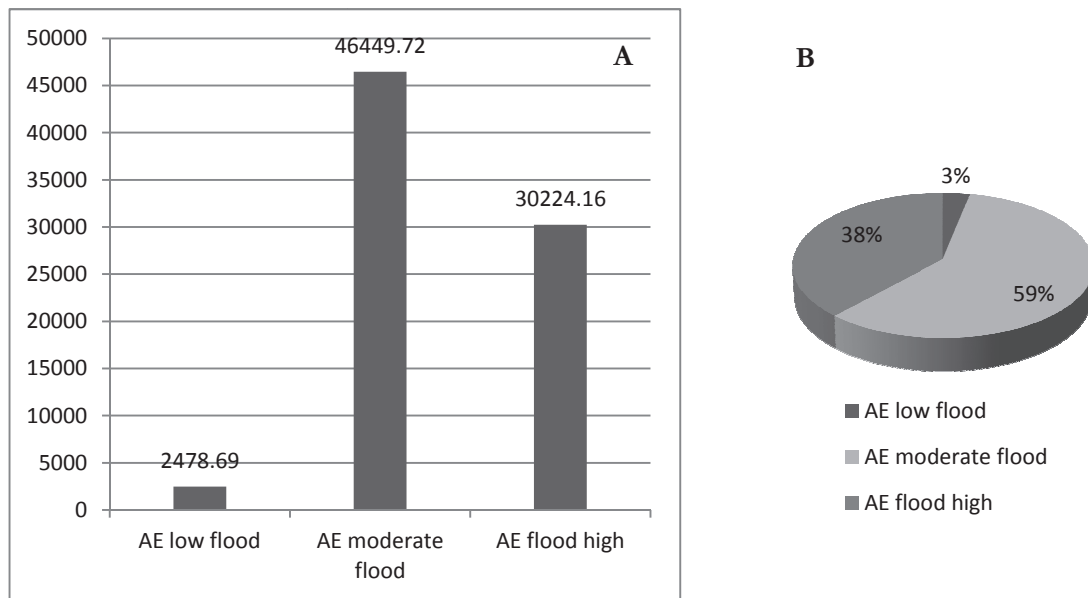 50000
45000
40000
35000
30000
25000
20000
15000
10000
5000
0
46449.72
30224.16
2478.69
A
AE low flood
AE moderate
flood
AE flood high
B
3%
38%
59%
AE low flood
AE moderate flood
AE flood high